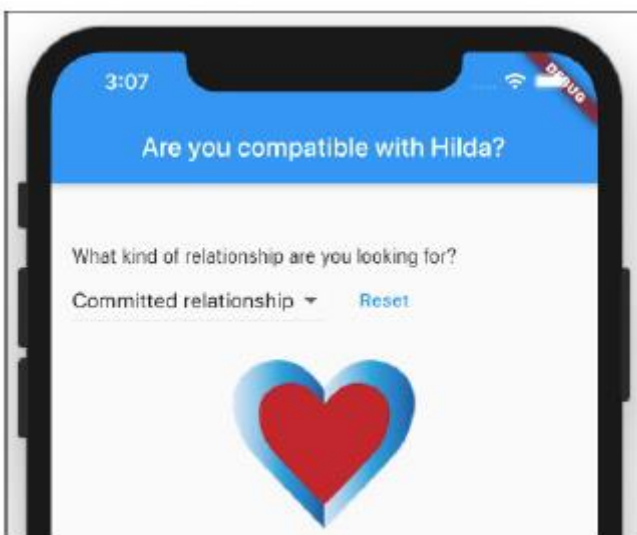 3:07
DEBUG
Are you compatible with Hilda?
What kind of relationship are you looking for?
Committed relationship
Reset